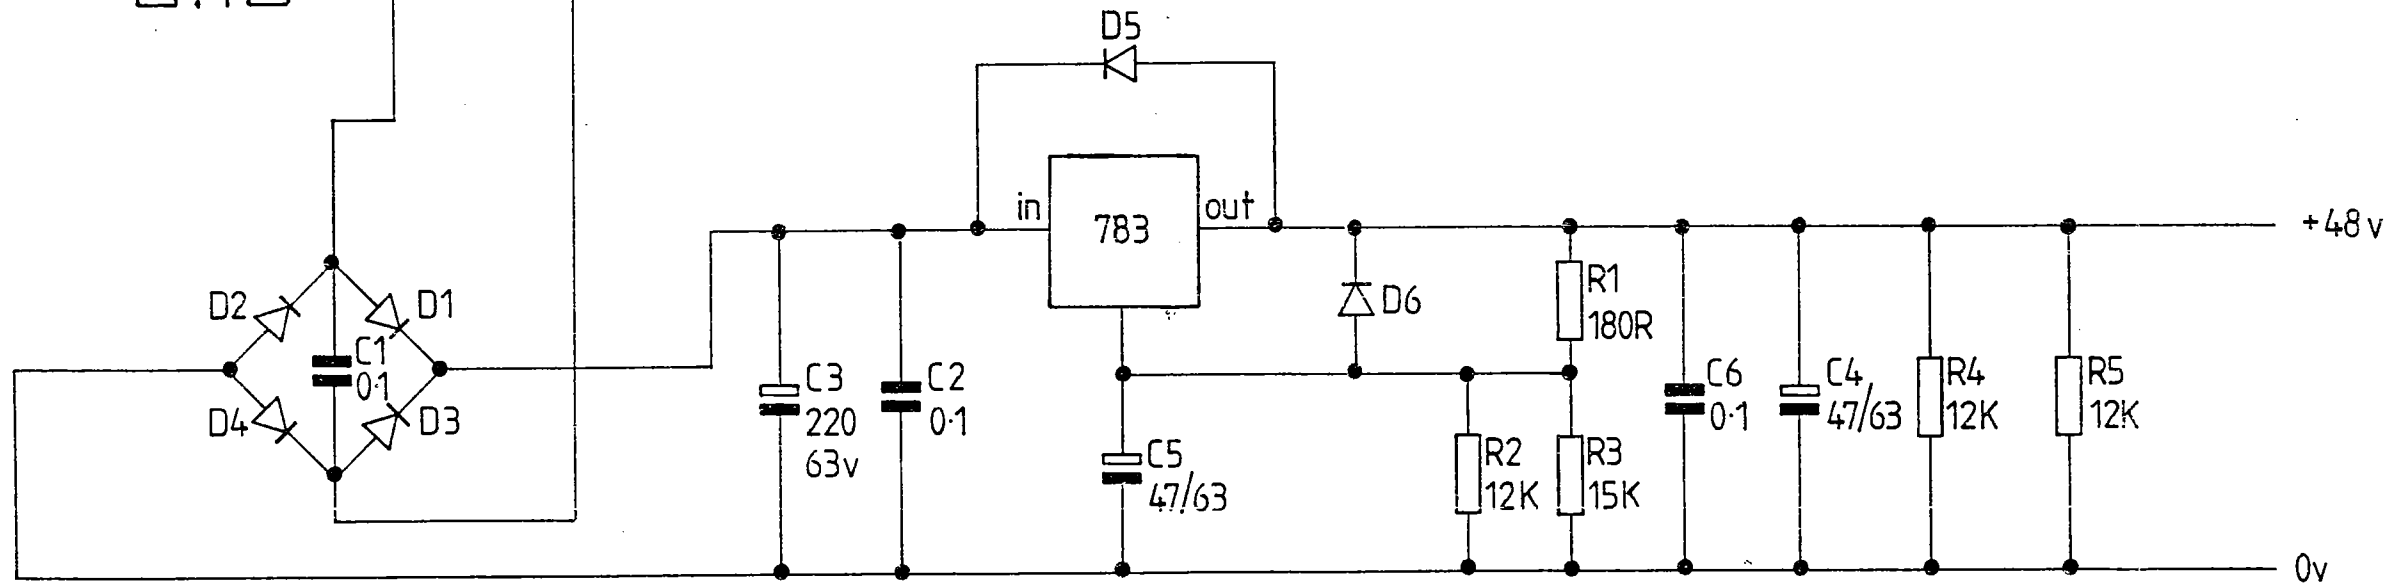 D5
in
783
out
+48v
D2
D1
C1
0·1
D4
D3
C3
220
63v
C2
0·1
D6
R1
180R
C5
47/63
R2
12K
R3
15K
C6
0·1
C4
47/63
R4
12K
R5
12K
0v